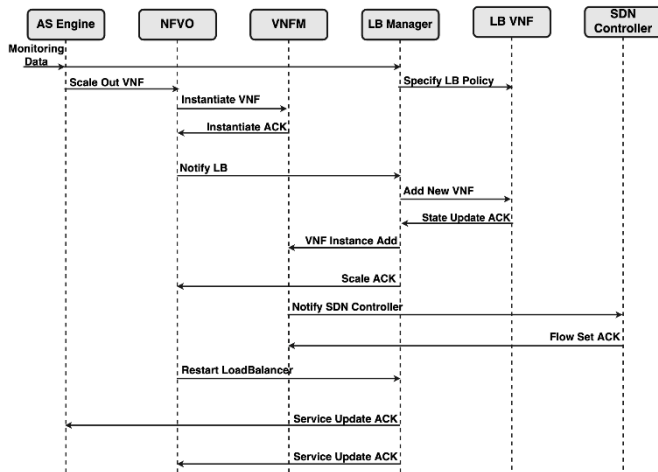 AS Engine
NFVO
VNFM
LB Manager
LB VNF
SDN
Controller
Monitoring
Data
Scale Out VNF
Specify LB Policy
Instantiate VNF
Instantiate ACK
Notify LB
Add New VNF
State Update ACK
VNF Instance Add
Scale ACK
Notify SDN Controller
Flow Set ACK
Restart LoadBalancer
Service Update ACK
Service Update ACK